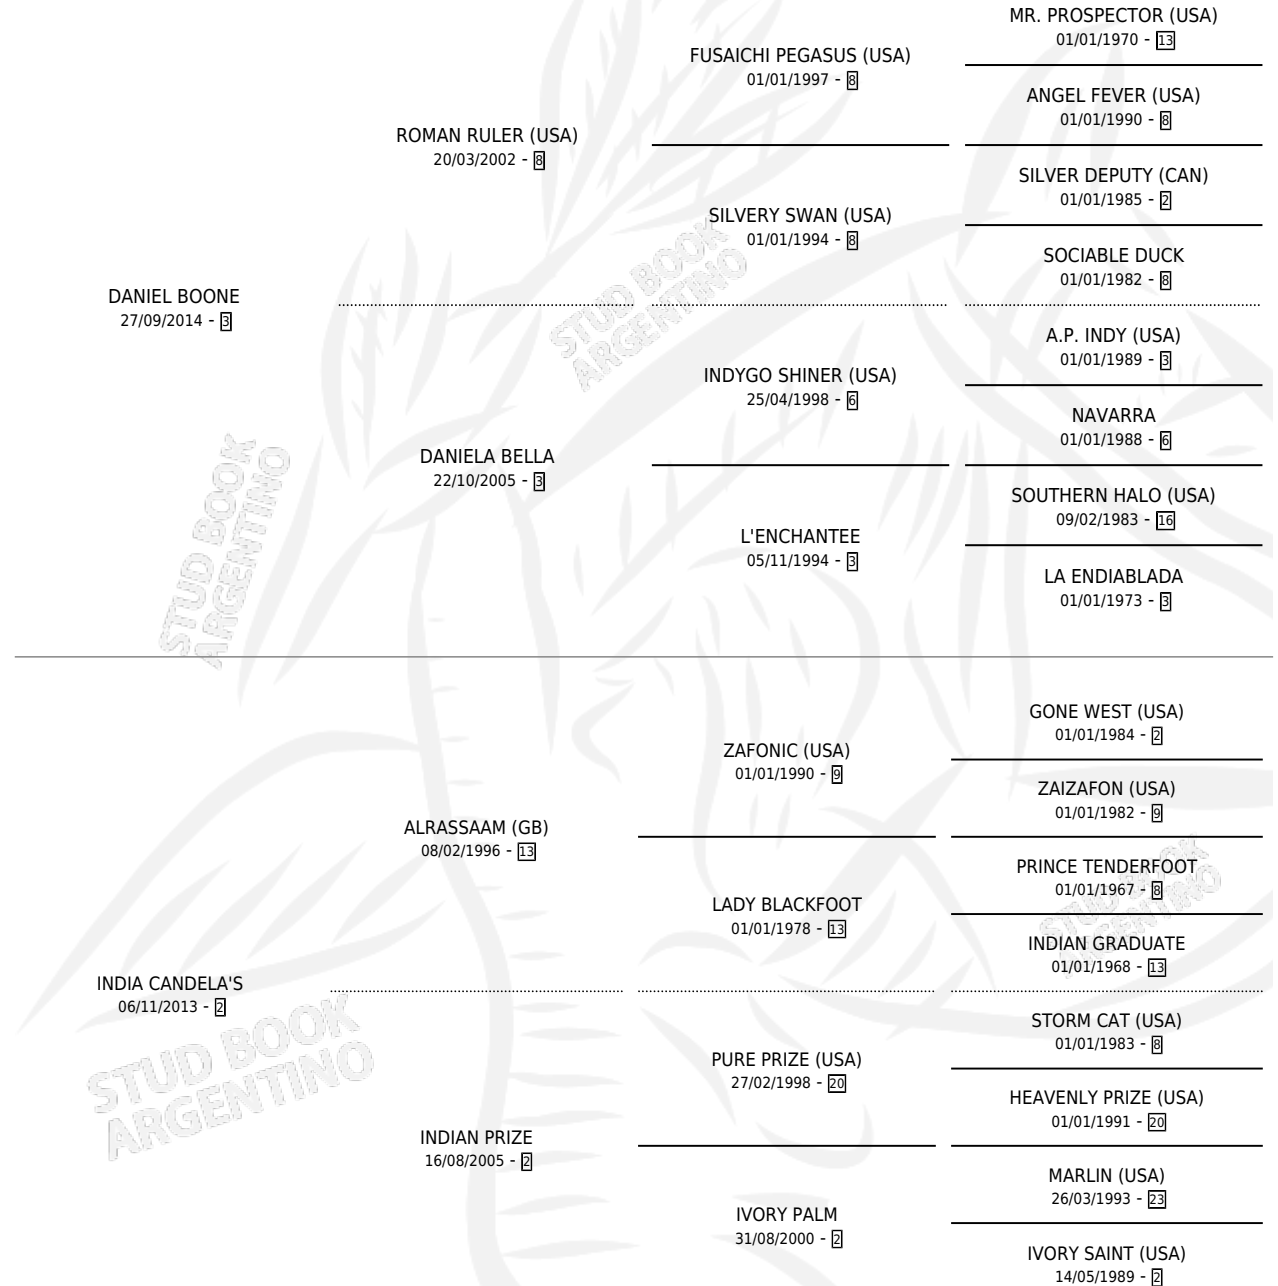 MR. PROSPECTOR (USA)
01/01/1970 - 13
FUSAICHI PEGASUS (USA)
01/01/1997 - 8
ANGEL FEVER (USA)
01/01/1990 - 8
ROMAN RULER (USA)
20/03/2002 - 8
SILVER DEPUTY (CAN)
01/01/1985 - 2
SILVERY SWAN (USA)
01/01/1994 - 8
SOCIABLE DUCK
01/01/1982 - 8
DANIEL BOONE
27/09/2014 - 3
A.P. INDY (USA)
01/01/1989 - 3
INDYGO SHINER (USA)
25/04/1998 - 6
NAVARRA
01/01/1988 - 6
DANIELA BELLA
22/10/2005 - 3
SOUTHERN HALO (USA)
09/02/1983 - 16
L'ENCHANTEE
05/11/1994 - 3
LA ENDIABLADA
01/01/1973 - 3
GONE WEST (USA)
01/01/1984 - 2
ZAFONIC (USA)
01/01/1990 - 9
ZAIZAFON (USA)
01/01/1982 - 9
ALRASSAAM (GB)
08/02/1996 - 13
PRINCE TENDERFOOT
01/01/1967 - 8
LADY BLACKFOOT
01/01/1978 - 13
INDIAN GRADUATE
01/01/1968 - 13
INDIA CANDELA'S
06/11/2013 - 2
STORM CAT (USA)
01/01/1983 - 8
PURE PRIZE (USA)
27/02/1998 - 20
HEAVENLY PRIZE (USA)
01/01/1991 - 20
INDIAN PRIZE
16/08/2005 - 2
MARLIN (USA)
26/03/1993 - 23
IVORY PALM
31/08/2000 - 2
IVORY SAINT (USA)
14/05/1989 - 2
STUD BOOK
ARGENTINO
STUD BOOK
ARGENTINO
STUD BOOK
ARGENTINO
STUD BOOK
ARGENTINO